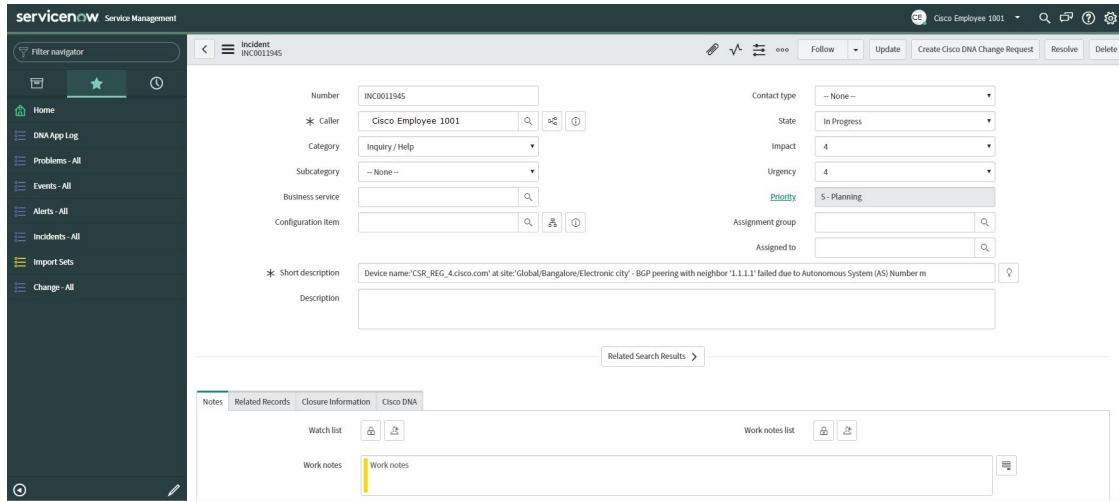 servicenow Service Management
CE Cisco Employee 1001
Filter navigator
Home
DNA App Log
Problems - All
Events - All
Alerts - All
Incidents - All
Import Sets
Change - All
Incident
INC0011945
Follow
Update
Create Cisco DNA Change Request
Resolve
Delete
Number INC0011945
Caller Cisco Employee 1001
Category Inquiry / Help
Subcategory -- None --
Business service
Configuration item
Contact type -- None --
State In Progress
Impact 4
Urgency 4
Priority 5 - Planning
Assignment group
Assigned to
Short description Device name:'CSR_REG_4.cisco.com' at site:'Global/Bangalore/Electronic city' - BGP peering with neighbor '1.1.1.1' failed due to Autonomous System (AS) Number m
Description
Related Search Results
Notes Related Records Closure Information Cisco DNA
Watch list
Work notes list
Work notes Work notes